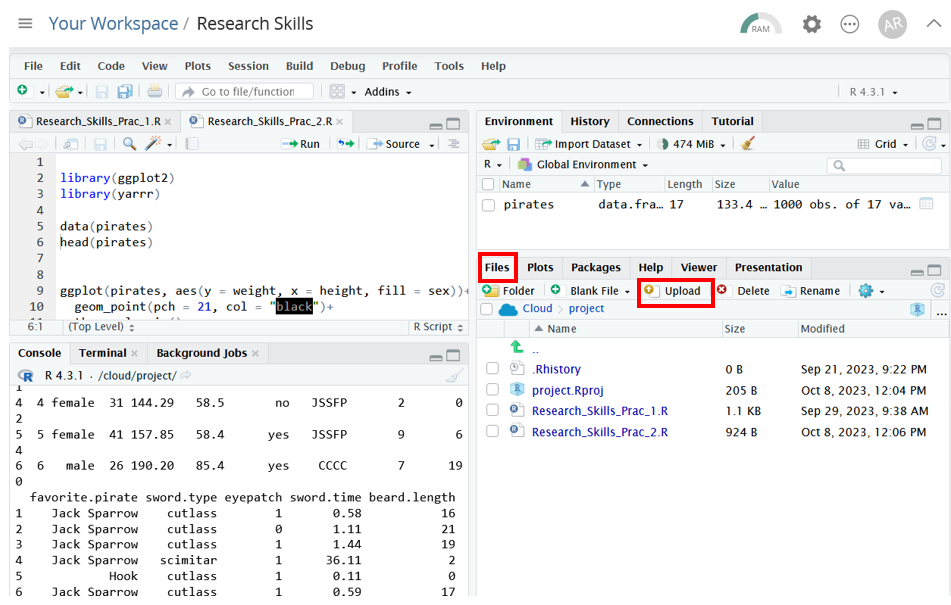 Your Workspace / Research Skills
RAM
AR
File Edit Code View Plots Session Build Debug Profile Tools Help
Go to file/function Addins R 4.3.1
Research_Skills_Prac_1.R Research_Skills_Prac_2.R
Run Source
1
2 library(ggplot2)
3 library(yarrr)
4
5 data(pirates)
6 head(pirates)
7
8
9 ggplot(pirates, aes(y = weight, x = height, fill = sex))+
10 geom_point(pch = 21, col = "black")+
6:1 (Top Level) R Script
Console Terminal Background Jobs
R 4.3.1 · /cloud/project/
1
4 4 female 31 144.29 58.5 no JSSFP 2 0
2
5 5 female 41 157.85 58.4 yes JSSFP 9 6
4
6 6 male 26 190.20 85.4 yes CCCC 7 19
0
favorite.pirate sword.type eyepatch sword.time beard.length
1 Jack Sparrow cutlass 1 0.58 16
2 Jack Sparrow cutlass 0 1.11 21
3 Jack Sparrow cutlass 1 1.44 19
4 Jack Sparrow scimitar 1 36.11 2
5 Hook cutlass 1 0.11 0
6 Jack Sparrow cutlass 1 0.59 17
Environment History Connections Tutorial
Import Dataset 474 MiB Grid
R Global Environment
Name Type Length Size Value
pirates data.fra… 17 133.4 … 1000 obs. of 17 va…
Files Plots Packages Help Viewer Presentation
Folder Blank File Upload Delete Rename
Cloud project ...
Name Size Modified
..
.Rhistory 0 B Sep 21, 2023, 9:22 PM
project.Rproj 205 B Oct 8, 2023, 12:04 PM
Research_Skills_Prac_1.R 1.1 KB Sep 29, 2023, 9:38 AM
Research_Skills_Prac_2.R 924 B Oct 8, 2023, 12:06 PM